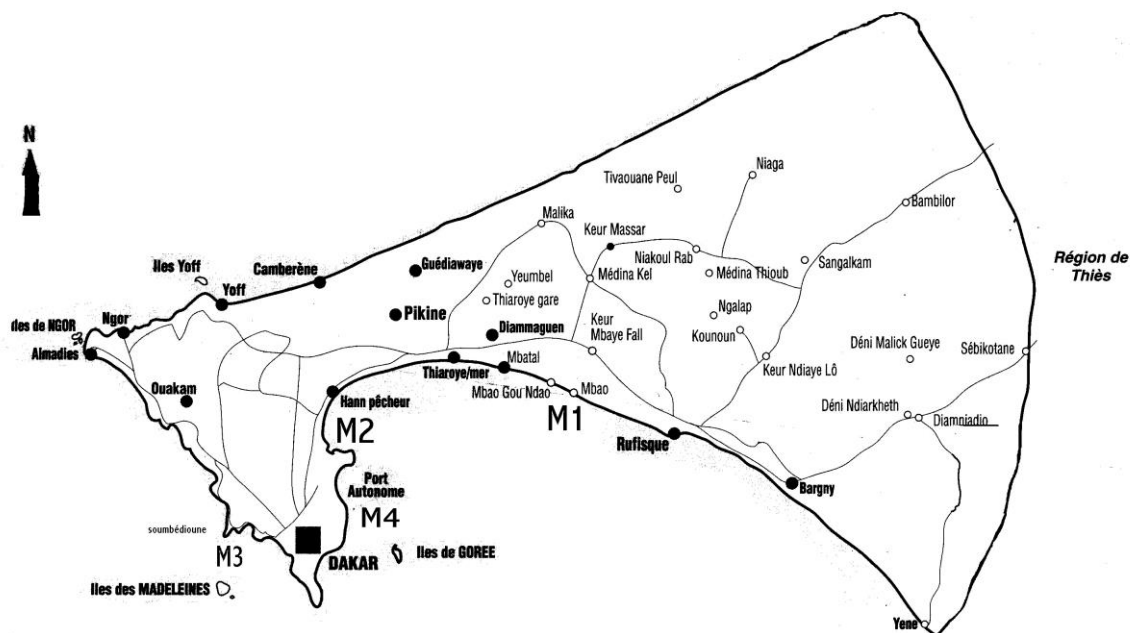 N
Niaga
Tivaouane Peul
Bambilor
Malika
Keur Massar
Niakoul Rab
Sangalkam
Région de
Thiès
Iles Yoff
Camberène
Guédiawaye
Yeumbel
Médina Kel
Médina Thioub
Yoff
Thiaroye gare
Pikine
Ngalap
Iles de NGOR
Ngor
Diammaguen
Keur
Mbaye Fall
Kounoun
Déni Malick Gueye
Sébikotane
Almadies
Thiaroye/mer
Mbatal
Keur Ndiaye Lô
Ouakam
Hann pêcheur
Mbao Gou Ndao
Mbao
Déni Ndiarkheth
Diamniadio
M2
M1
Rufisque
Port
Autonome
Bargny
M4
soumbédioune
M3
DAKAR
Iles de GOREE
Iles des MADELEINES
Yene